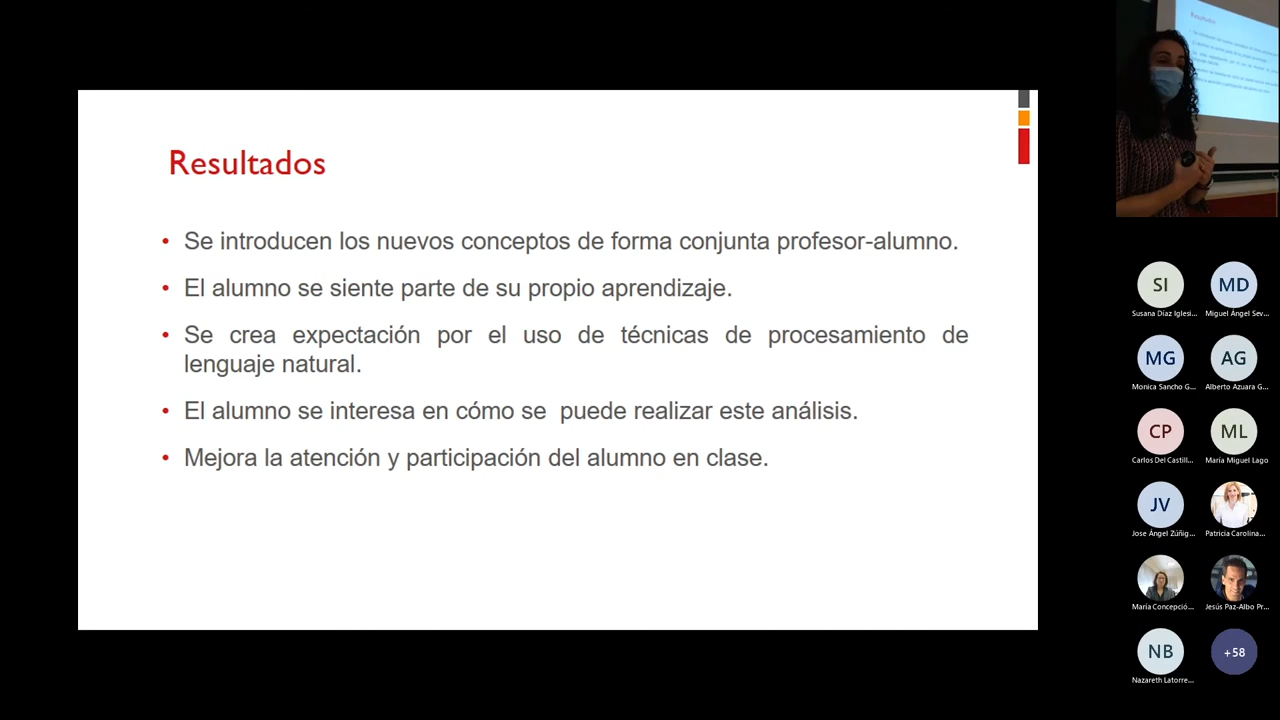 Resultados
• Se introducen los nuevos conceptos de forma conjunta profesor-alumno.
• El alumno se siente parte de su propio aprendizaje.
• Se crea expectación por el uso de técnicas de procesamiento de
lenguaje natural.
• El alumno se interesa en cómo se puede realizar este análisis.
• Mejora la atención y participación del alumno en clase.
Resultados
SI
MD
Susana Díaz Iglesi...
Miguel Ángel Sev...
MG
AG
Monica Sancho G...
Alberto Azuara G...
CP
ML
Carlos Del Castill...
María Miguel Lago
JV
Jose Ángel Zúñig...
Patricia Carolina...
María Concepció...
Jesús Paz-Albo Pr...
NB
+58
Nazareth Latorre...